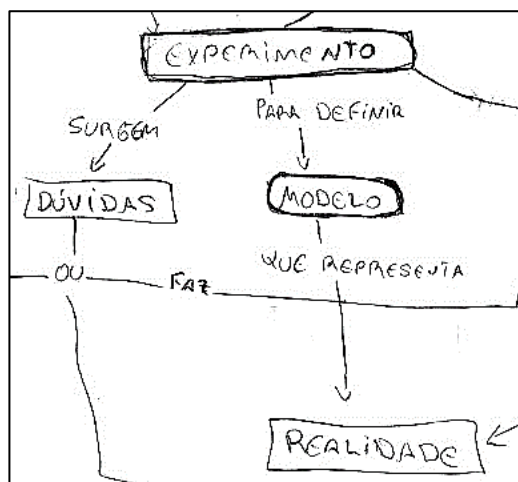 EXPERIMENTO
SURGEM
PARA DEFINIR
DÚVIDAS
MODELO
OU
FAZ
QUE REPRESENTA
REALIDADE